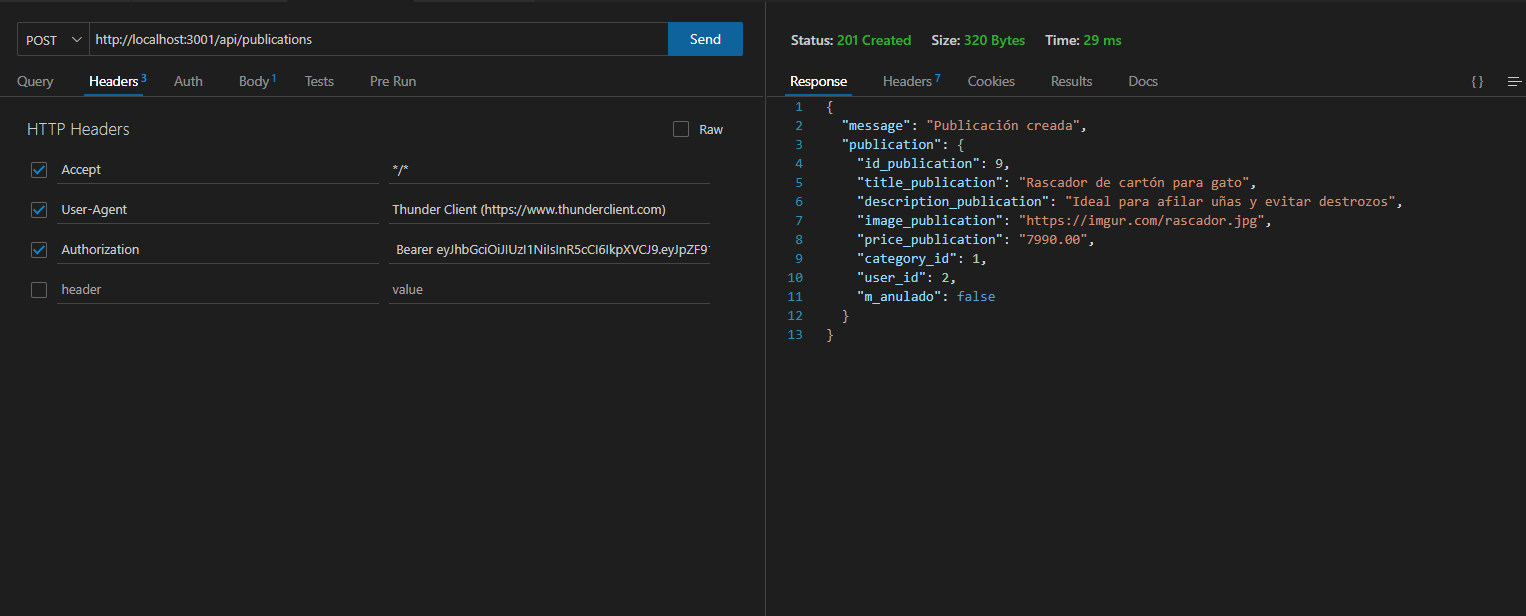 POST
http://localhost:3001/api/publications
Send
Query
Headers 3
Auth
Body 1
Tests
Pre Run
HTTP Headers
Raw
Accept */*
User-Agent Thunder Client (https://www.thunderclient.com)
Authorization Bearer
header value
Status: 201 Created Size: 320 Bytes Time: 29 ms
Response
Headers 7
Cookies
Results
Docs
{}
1 {
2 "message": "Publicación creada",
3 "publication": {
4 "id_publication": 9,
5 "title_publication": "Rascador de cartón para gato",
6 "description_publication": "Ideal para afilar uñas y evitar destrozos",
7 "image_publication": "https://imgur.com/rascador.jpg",
8 "price_publication": "7990.00",
9 "category_id": 1,
10 "user_id": 2,
11 "m_anulado": false
12 }
13 }